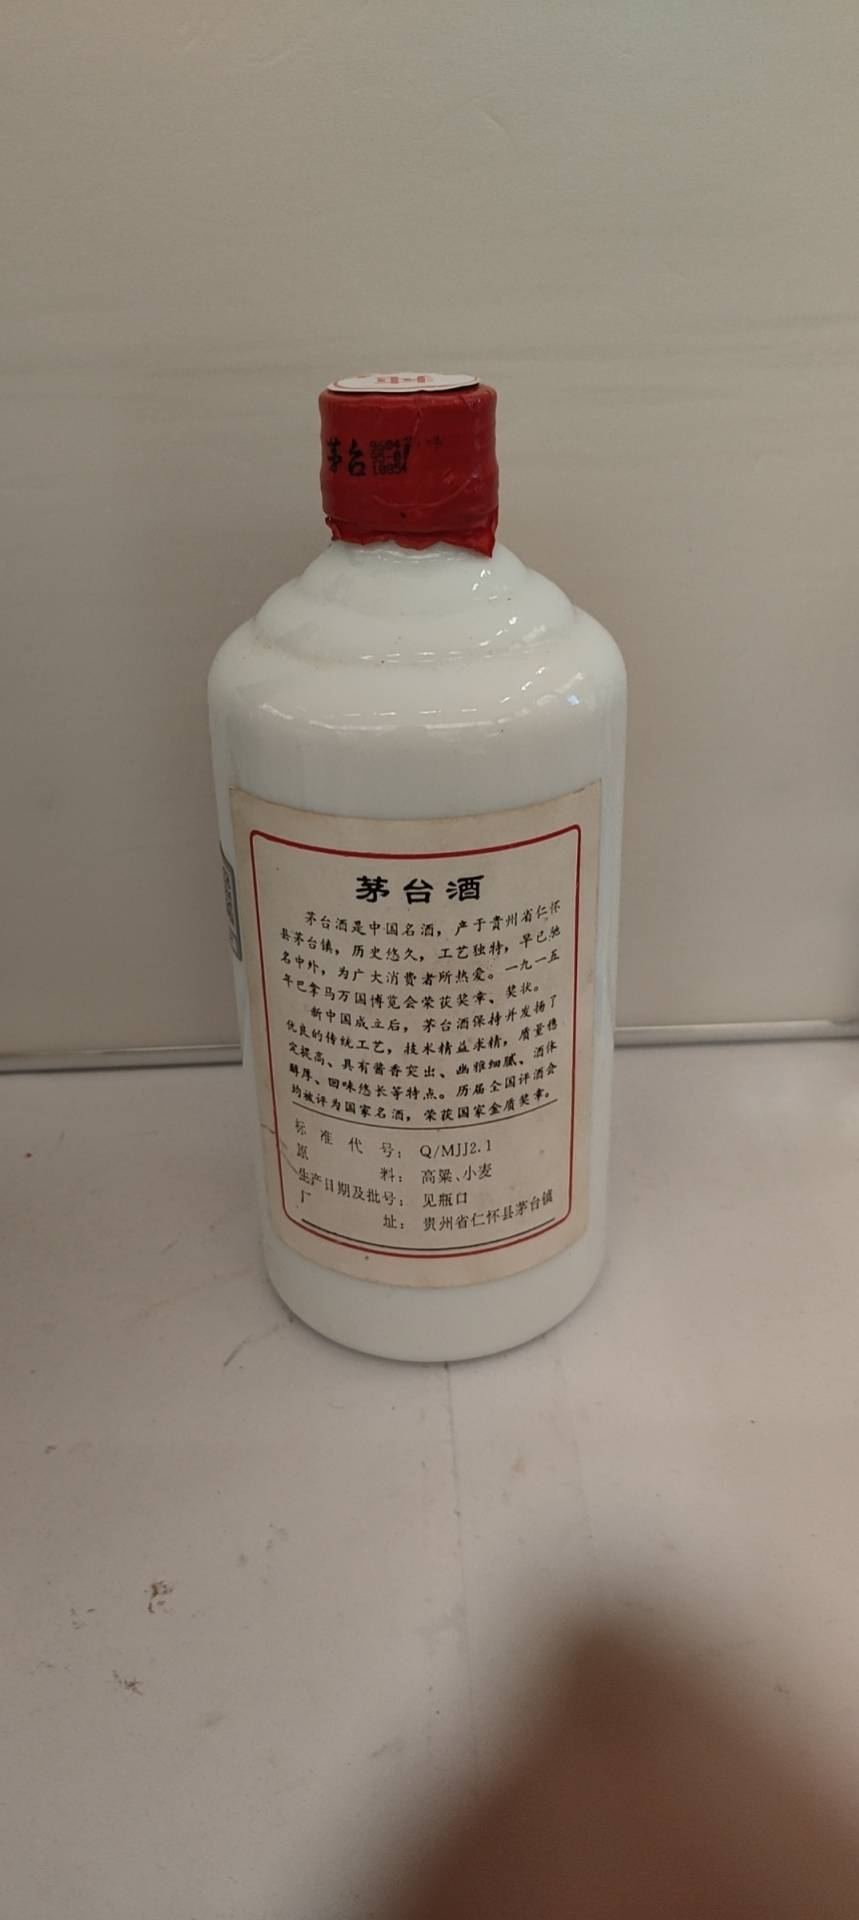 茅台
茅台酒
茅台酒是中国名酒，产于贵州省仁怀
县茅台镇，历史悠久，工艺独特，早已驰
名中外，为广大消费者所热爱。一九一五
年巴拿马万国博览会荣获奖章、奖状。
新中国成立后，茅台酒保持并发扬了
优良的传统工艺，技术精益求精，质量稳
定提高、具有酱香突出、幽雅细腻、酒体
醇厚、回味悠长等特点。历届全国评酒会
均被评为国家名酒，荣获国家金质奖章。
标准代号：Q/MJJ2.1
原料：高粱、小麦
生产日期及批号：见瓶口
厂址：贵州省仁怀县茅台镇